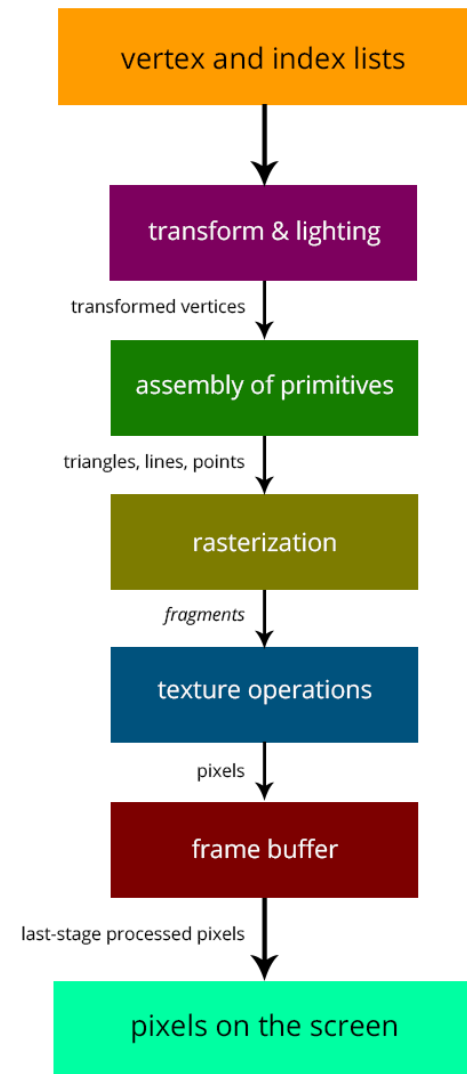 vertex and index lists
transform & lighting
transformed vertices
assembly of primitives
triangles, lines, points
rasterization
fragments
texture operations
pixels
frame buffer
last-stage processed pixels
pixels on the screen